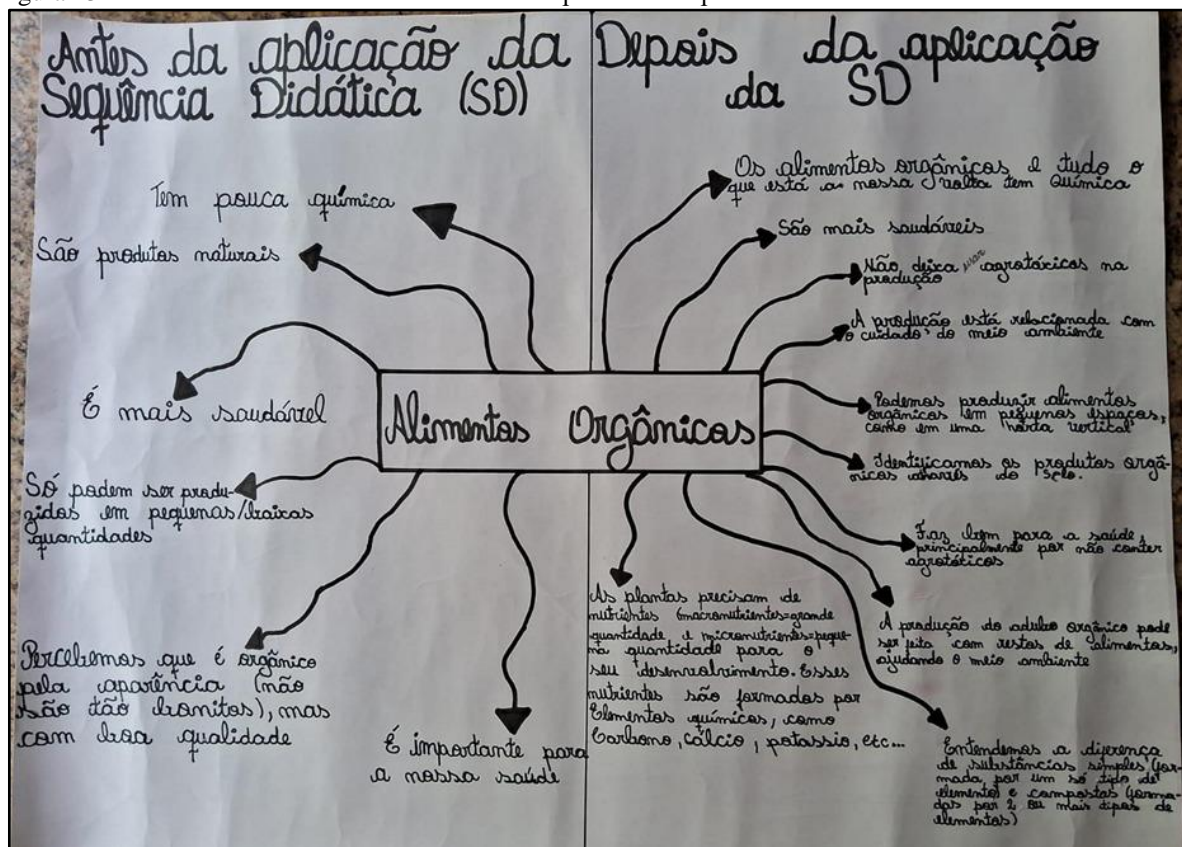 Antes da aplicação da
Sequência Didática (SD)
Tem pouca química
São produtos naturais
É mais saudável
Só podem ser produ-
zidos em pequenas/baixas
quantidades
Percebemos que é orgânico
pela aparência (não
são tão bonitos), mas
com boa qualidade
É importante para
a nossa saúde
Alimentos Orgânicos
Depois da aplicação
da SD
Os alimentos orgânicos e tudo o
que está a nossa volta tem Química
São mais saudáveis
Não deixa usar agrotóxicos na
produção
A produção está relacionada com
o cuidado do meio ambiente
Podemos produzir alimentos
orgânicos em pequenos espaços,
como em uma horta vertical
Identificamos os produtos orgâ-
nicos através do selo.
Faz bem para a saúde,
principalmente por não conter
agrotóxicos
A produção do adubo orgânico pode
ser feito com restos de alimentos,
ajudando o meio ambiente
As plantas precisam de
nutrientes (macronutrientes=grande
quantidade e micronutrientes=peque-
na quantidade para o
seu desenvolvimento. Esses
nutrientes são formados por
Elementos químicos, como
Carbono, cálcio, potassio, etc...
Entendemos a diferença
de substâncias simples (for-
mada por um só tipo de
elemento) e compostas (forma-
das por 2 ou mais tipos de
elementos)